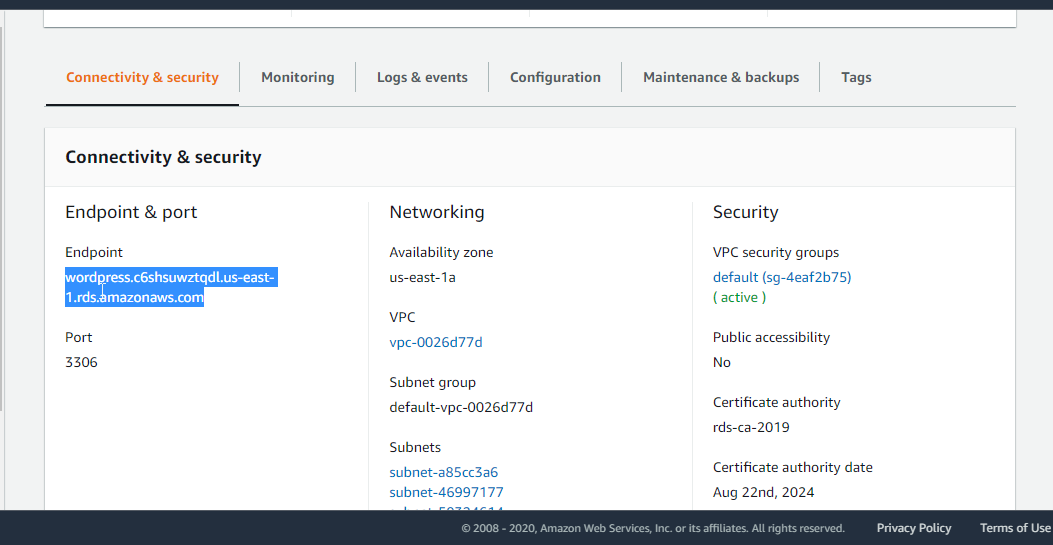 Connectivity & security
Monitoring
Logs & events
Configuration
Maintenance & backups
Tags
Connectivity & security
Endpoint & port
Endpoint
wordpress.c6shsuwztqdl.us-east-
1.rds.amazonaws.com
Port
3306
Networking
Availability zone
us-east-1a
VPC
vpc-0026d77d
Subnet group
default-vpc-0026d77d
Subnets
subnet-a85cc3a6
subnet-46997177
Security
VPC security groups
default (sg-4eaf2b75)
( active )
Public accessibility
No
Certificate authority
rds-ca-2019
Certificate authority date
Aug 22nd, 2024
© 2008 - 2020, Amazon Web Services, Inc. or its affiliates. All rights reserved.
Privacy Policy
Terms of Use